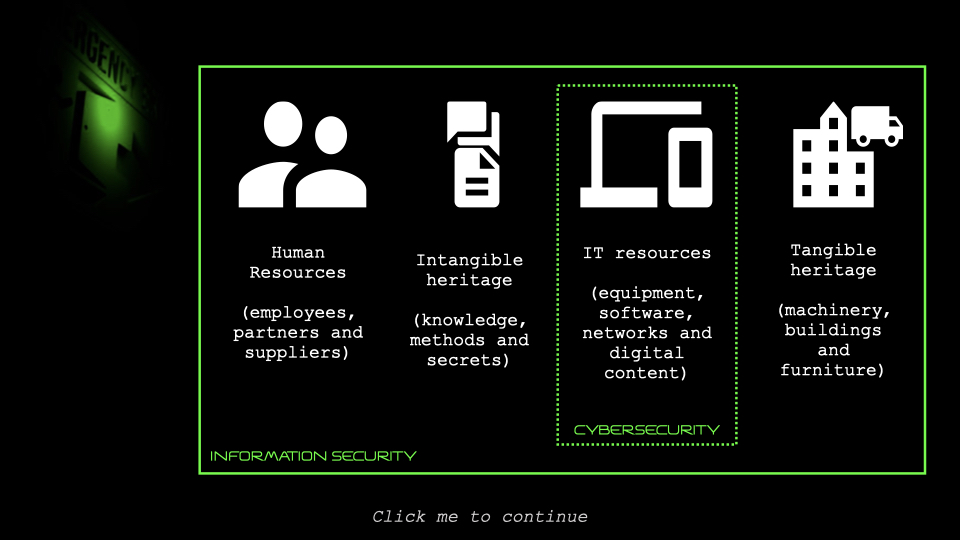 Human
Resources
(employees,
partners and
suppliers)
Intangible
heritage
(knowledge,
methods and
secrets)
IT resources
(equipment,
software,
networks and
digital
content)
Tangible
heritage
(machinery,
buildings
and
furniture)
CYBERSECURITY
INFORMATION SECURITY
Click me to continue